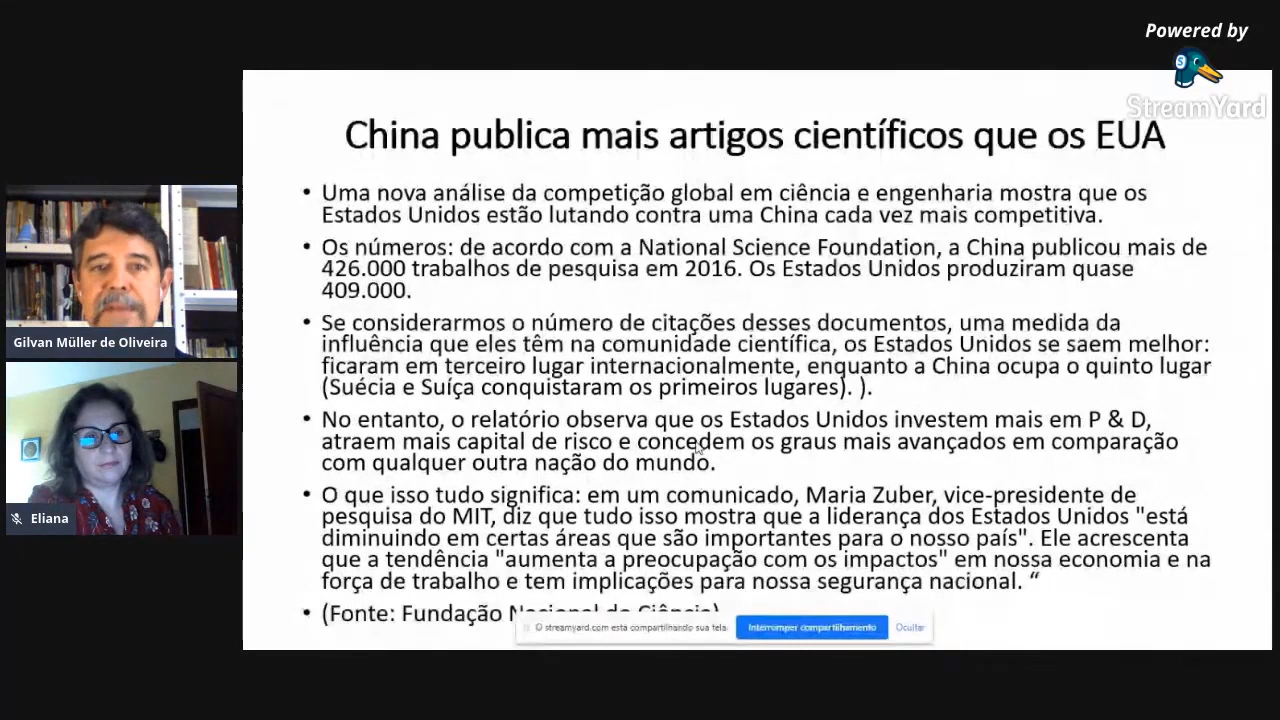 Powered by
StreamYard
China publica mais artigos científicos que os EUA
• Uma nova análise da competição global em ciência e engenharia mostra que os
Estados Unidos estão lutando contra uma China cada vez mais competitiva.
• Os números: de acordo com a National Science Foundation, a China publicou mais de
426.000 trabalhos de pesquisa em 2016. Os Estados Unidos produziram quase
409.000.
• Se considerarmos o número de citações desses documentos, uma medida da
influência que eles têm na comunidade científica, os Estados Unidos se saem melhor:
ficaram em terceiro lugar internacionalmente, enquanto a China ocupa o quinto lugar
(Suécia e Suíça conquistaram os primeiros lugares). ).
• No entanto, o relatório observa que os Estados Unidos investem mais em P & D,
atraem mais capital de risco e concedem os graus mais avançados em comparação
com qualquer outra nação do mundo.
• O que isso tudo significa: em um comunicado, Maria Zuber, vice-presidente de
pesquisa do MIT, diz que tudo isso mostra que a liderança dos Estados Unidos "está
diminuindo em certas áreas que são importantes para o nosso país". Ele acrescenta
que a tendência "aumenta a preocupação com os impactos" em nossa economia e na
força de trabalho e tem implicações para nossa segurança nacional. “
• (Fonte: Fundação Nacional de Ciência)
O streamyard.com está compartilhando sua tela.
Interromper compartilhamento
Ocultar
Gilvan Müller de Oliveira
Eliana